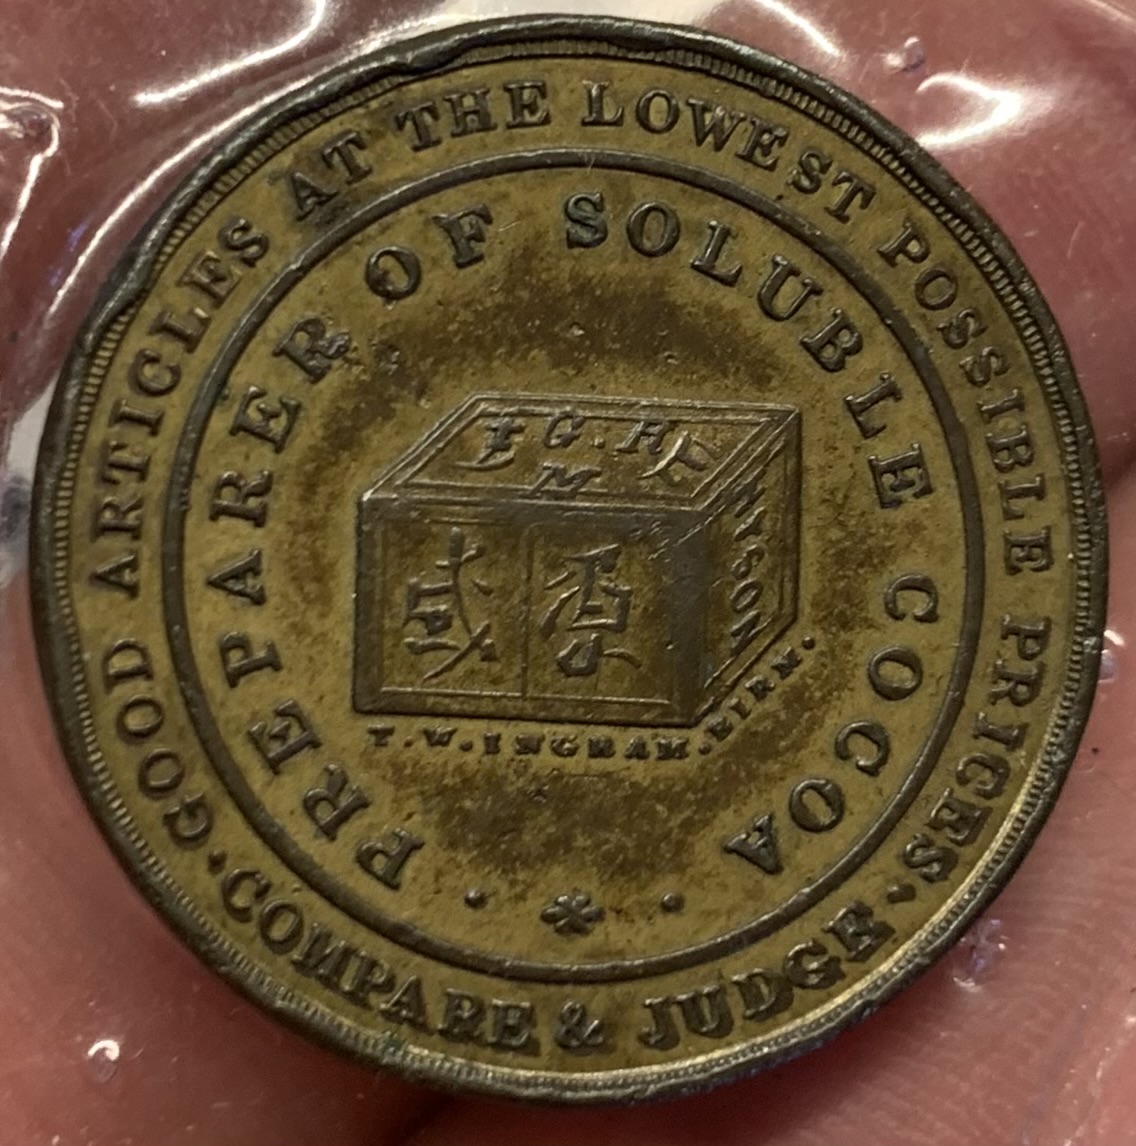 GOOD ARTICLES AT THE LOWEST POSSIBLE PRICES.
COMPARE & JUDGE.
PREPARER OF SOLUBLE COCOA
G. R.
M
HYSON
T.W.INGRAM.BIRM.